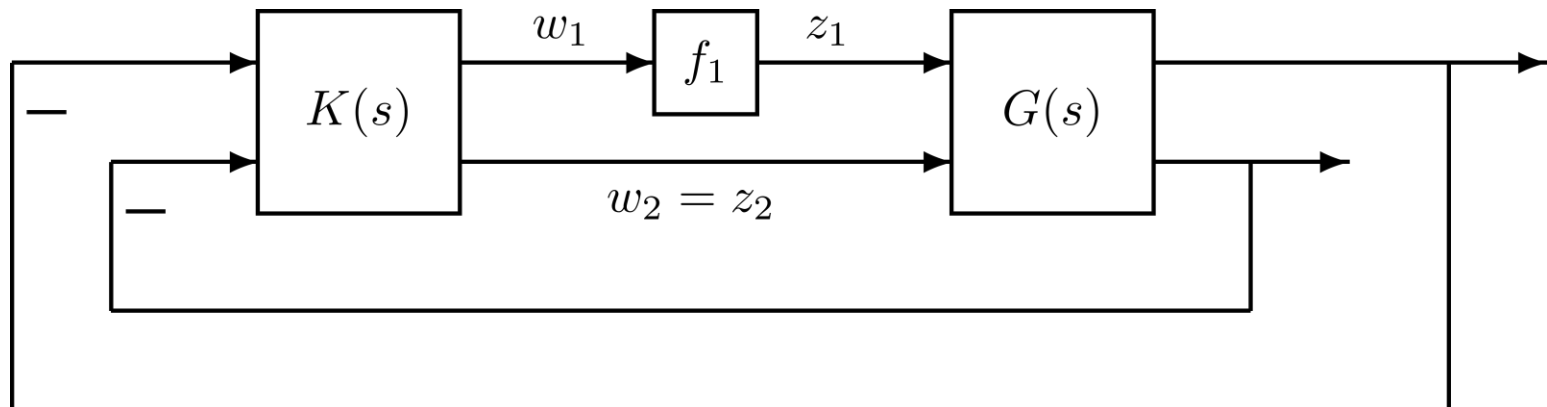 w₁
z₁
K(s)
f₁
G(s)
−
−
w₂ = z₂